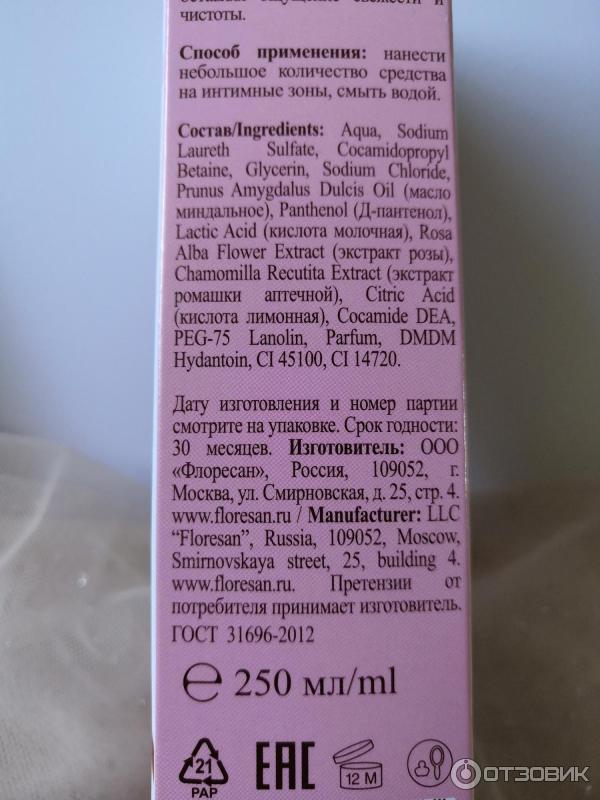 чистоты.
Способ применения: нанести
небольшое количество средства
на интимные зоны, смыть водой.
Состав/Ingredients: Aqua, Sodium
Laureth Sulfate, Cocamidopropyl
Betaine, Glycerin, Sodium Chloride,
Prunus Amygdalus Dulcis Oil (масло
миндальное), Panthenol (Д-пантенол),
Lactic Acid (кислота молочная), Rosa
Alba Flower Extract (экстракт розы),
Chamomilla Recutita Extract (экстракт
ромашки аптечной), Citric Acid
(кислота лимонная), Cocamide DEA,
PEG-75 Lanolin, Parfum, DMDM
Hydantoin, CI 45100, CI 14720.
Дату изготовления и номер партии
смотрите на упаковке. Срок годности:
30 месяцев. Изготовитель: ООО
«Флоресан», Россия, 109052, г.
Москва, ул. Смирновская, д. 25, стр. 4.
www.floresan.ru / Manufacturer: LLC
“Floresan”, Russia, 109052, Moscow,
Smirnovskaya street, 25, building 4.
www.floresan.ru. Претензии от
потребителя принимает изготовитель.
ГОСТ 31696-2012
℮ 250 мл/ml
21 EAC 12 M
PAP
ОТЗОВИК